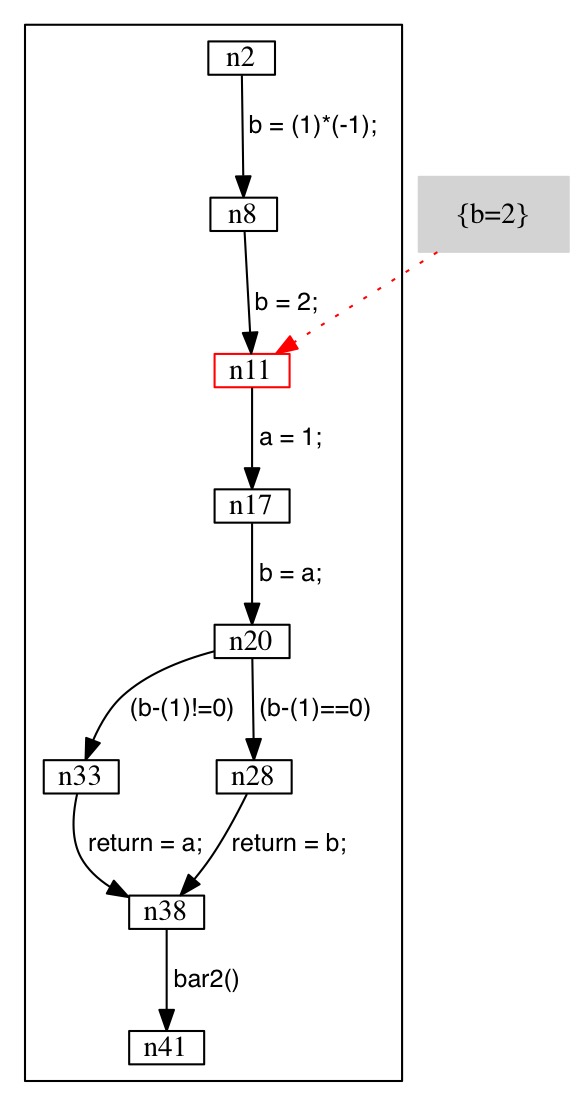 n2
b = (1)*(-1);
n8
{b=2}
b = 2;
n11
a = 1;
n17
b = a;
n20
(b-(1)!=0)
(b-(1)==0)
n33
n28
return = a;
return = b;
n38
bar2()
n41